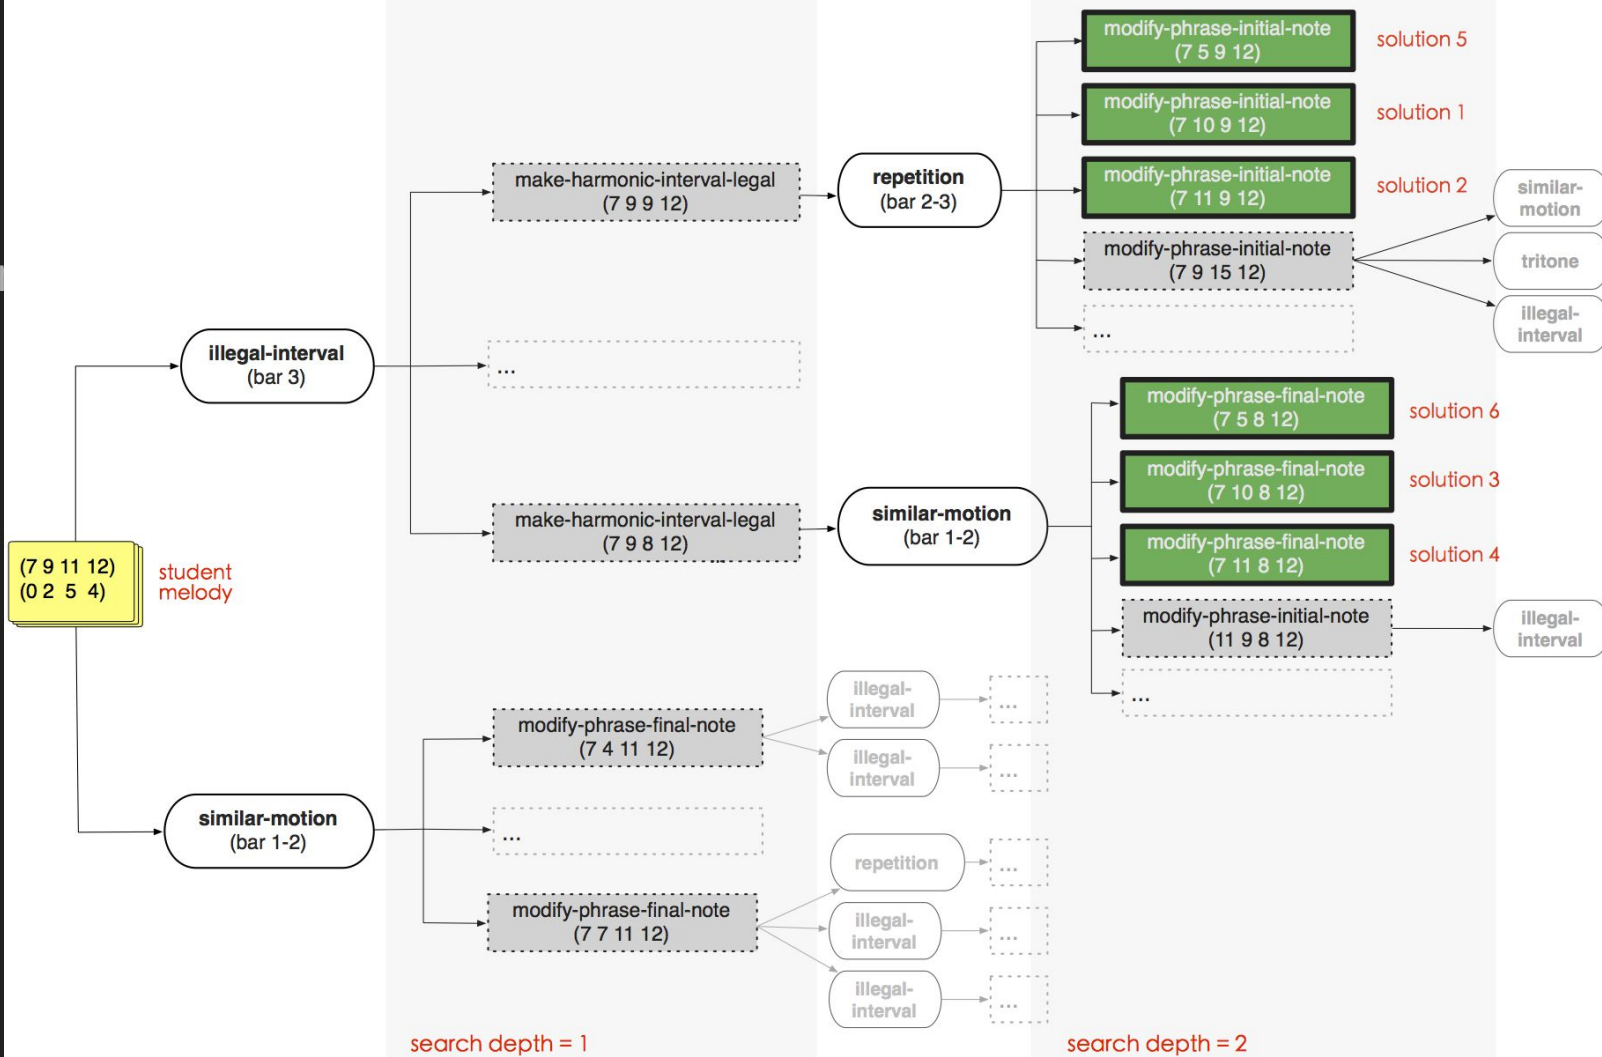 modify-phrase-initial-note
(7 5 9 12)
solution 5
modify-phrase-initial-note
(7 10 9 12)
solution 1
make-harmonic-interval-legal
(7 9 9 12)
repetition
(bar 2-3)
modify-phrase-initial-note
(7 11 9 12)
solution 2
similar-
motion
modify-phrase-initial-note
(7 9 15 12)
tritone
...
illegal-
interval
illegal-interval
(bar 3)
...
modify-phrase-final-note
(7 5 8 12)
solution 6
modify-phrase-final-note
(7 10 8 12)
solution 3
make-harmonic-interval-legal
(7 9 8 12)
...
similar-motion
(bar 1-2)
modify-phrase-final-note
(7 11 8 12)
solution 4
(7 9 11 12)
(0 2 5 4)
student
melody
modify-phrase-initial-note
(11 9 8 12)
illegal-
interval
...
modify-phrase-final-note
(7 4 11 12)
illegal-
interval
...
illegal-
interval
...
similar-motion
(bar 1-2)
...
modify-phrase-final-note
(7 7 11 12)
repetition
...
illegal-
interval
...
illegal-
interval
...
search depth = 1
search depth = 2